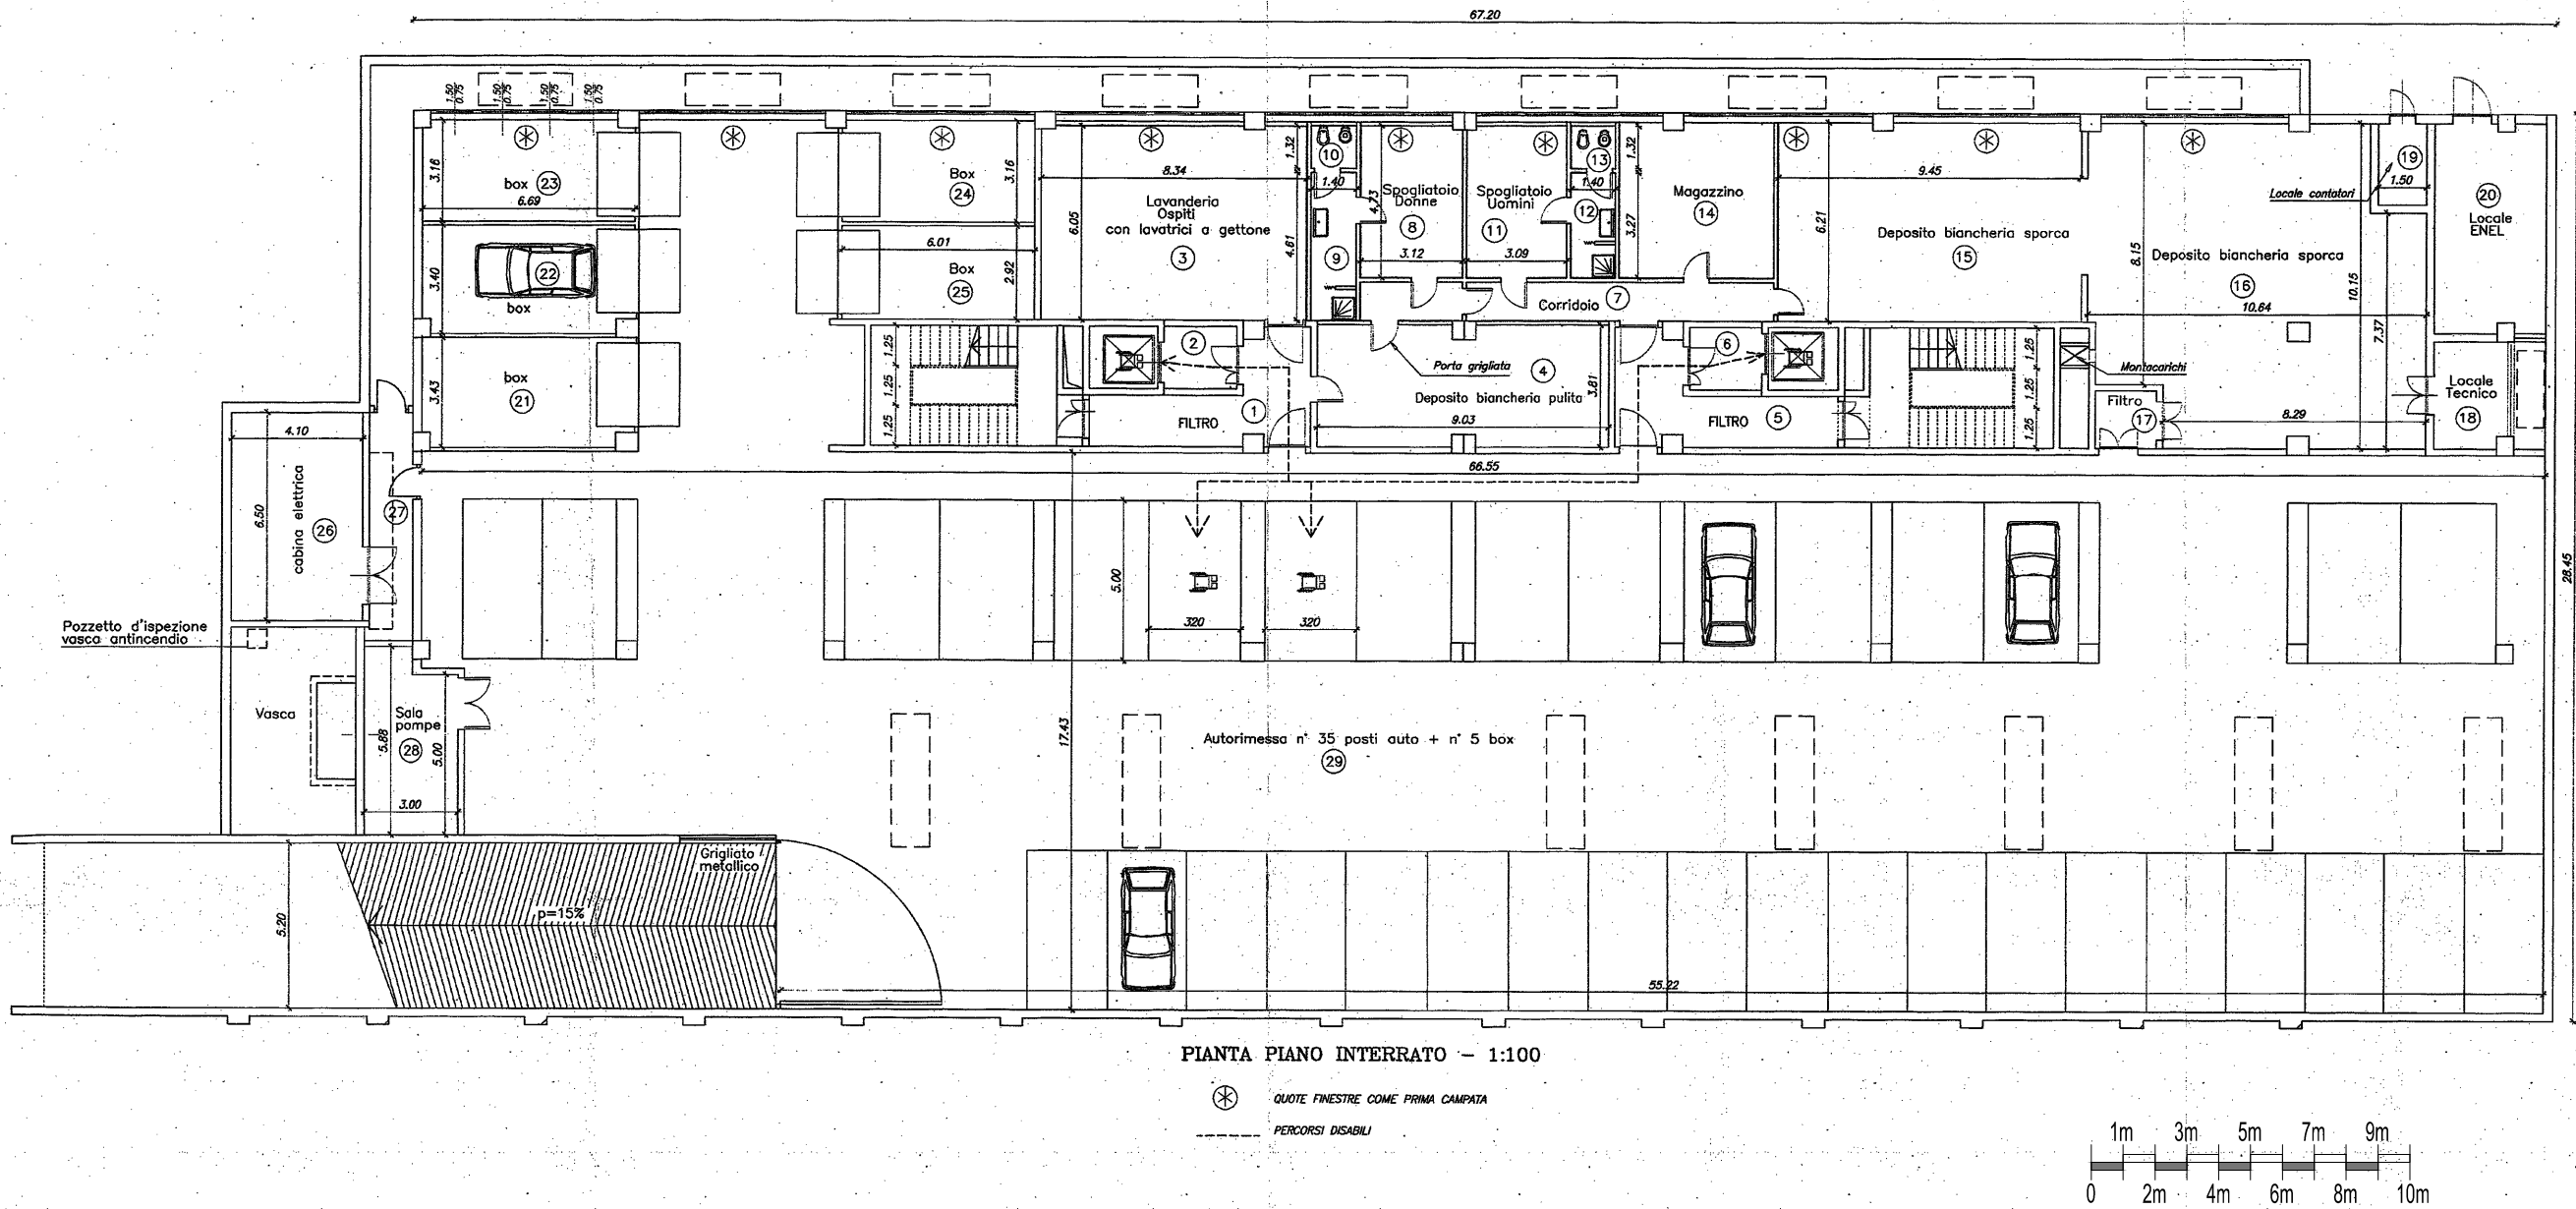 67.20
1.50
0.75
1.50
0.75
1.50
0.75
1.50
0.75
3.16
box 23
6.69
3.40
22
box
3.43
box
21
Box
24
3.16
6.01
Box
25
2.92
8.34
6.05
Lavanderia
Ospiti
con lavatrici a gettone
3
4.61
1.32
10
1.40
9
4.73
Spogliatoio
Donne
8
3.12
Spogliatoio
Uomini
11
3.09
13
1.40
12
1.32
3.27
Magazzino
14
Corridoio 7
9.45
6.21
Deposito biancheria sporca
15
8.15
Deposito biancheria sporca
16
10.64
10.15
7.37
19
1.50
Locale contatori
20
Locale
ENEL
Locale
Tecnico
18
1.25
1.25
1.25
2
FILTRO
1
Porta grigliata
4
Deposito biancheria pulita
3.81
9.03
6
FILTRO
5
1.25
1.25
1.25
Montacarichi
Filtro
17
8.29
66.55
28.45
4.10
6.50
cabina elettrica
26
27
Pozzetto d'ispezione
vasca antincendio
5.00
320
320
Vasca
Sala
pompe
28
5.88
5.00
3.00
17.43
Autorimessa n° 35 posti auto + n° 5 box
29
Grigliato
metallico
p=15%
5.20
55.22
PIANTA PIANO INTERRATO - 1:100
QUOTE FINESTRE COME PRIMA CAMPATA
PERCORSI DISABILI
1m 3m 5m 7m 9m
0 2m 4m 6m 8m 10m